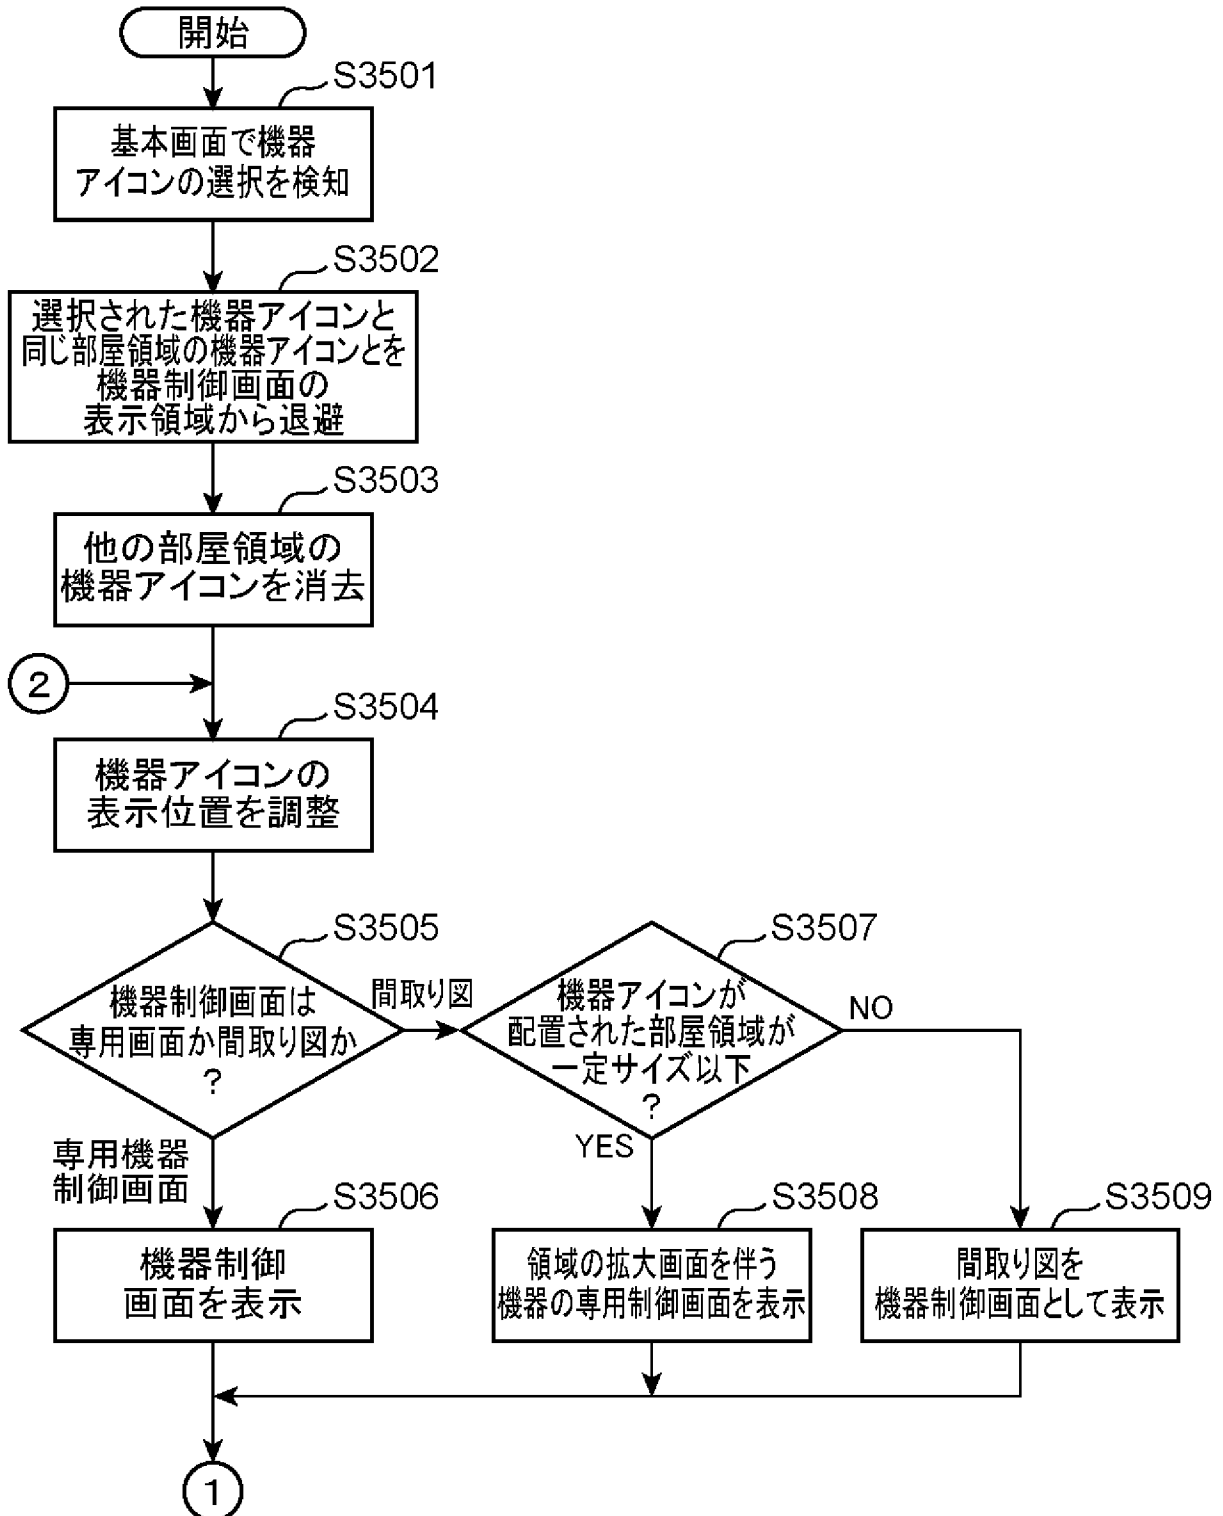 開始
S3501
基本画面で機器
アイコンの選択を検知
S3502
選択された機器アイコンと
同じ部屋領域の機器アイコンとを
機器制御画面の
表示領域から退避
S3503
他の部屋領域の
機器アイコンを消去
2
S3504
機器アイコンの
表示位置を調整
S3505
機器制御画面は
専用画面か間取り図か
?
間取り図
S3507
機器アイコンが
配置された部屋領域が
一定サイズ以下
?
NO
YES
専用機器
制御画面
S3506
機器制御
画面を表示
S3508
領域の拡大画面を伴う
機器の専用制御画面を表示
S3509
間取り図を
機器制御画面として表示
1